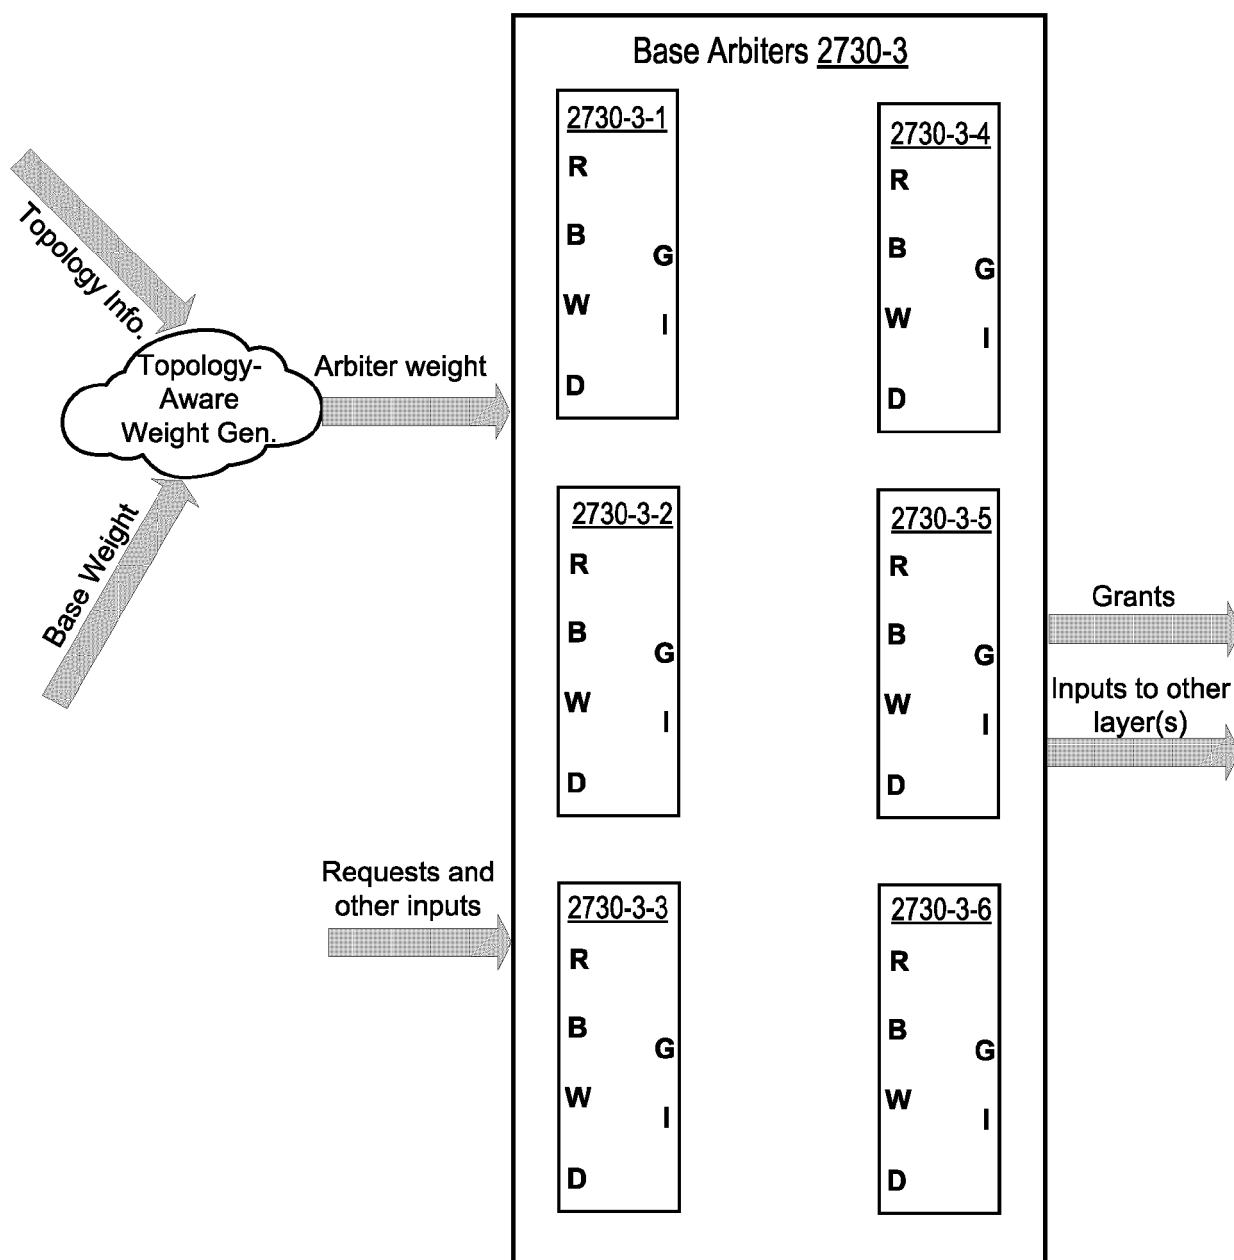 Base Arbiters 2730-3
Topology Info.
Topology-
Aware
Weight Gen.
Base Weight
Arbiter weight
Requests and
other inputs
2730-3-1
R
B
G
W
I
D
2730-3-4
R
B
G
W
I
D
2730-3-2
R
B
G
W
I
D
2730-3-5
R
B
G
W
I
D
2730-3-3
R
B
G
W
I
D
2730-3-6
R
B
G
W
I
D
Grants
Inputs to other
layer(s)